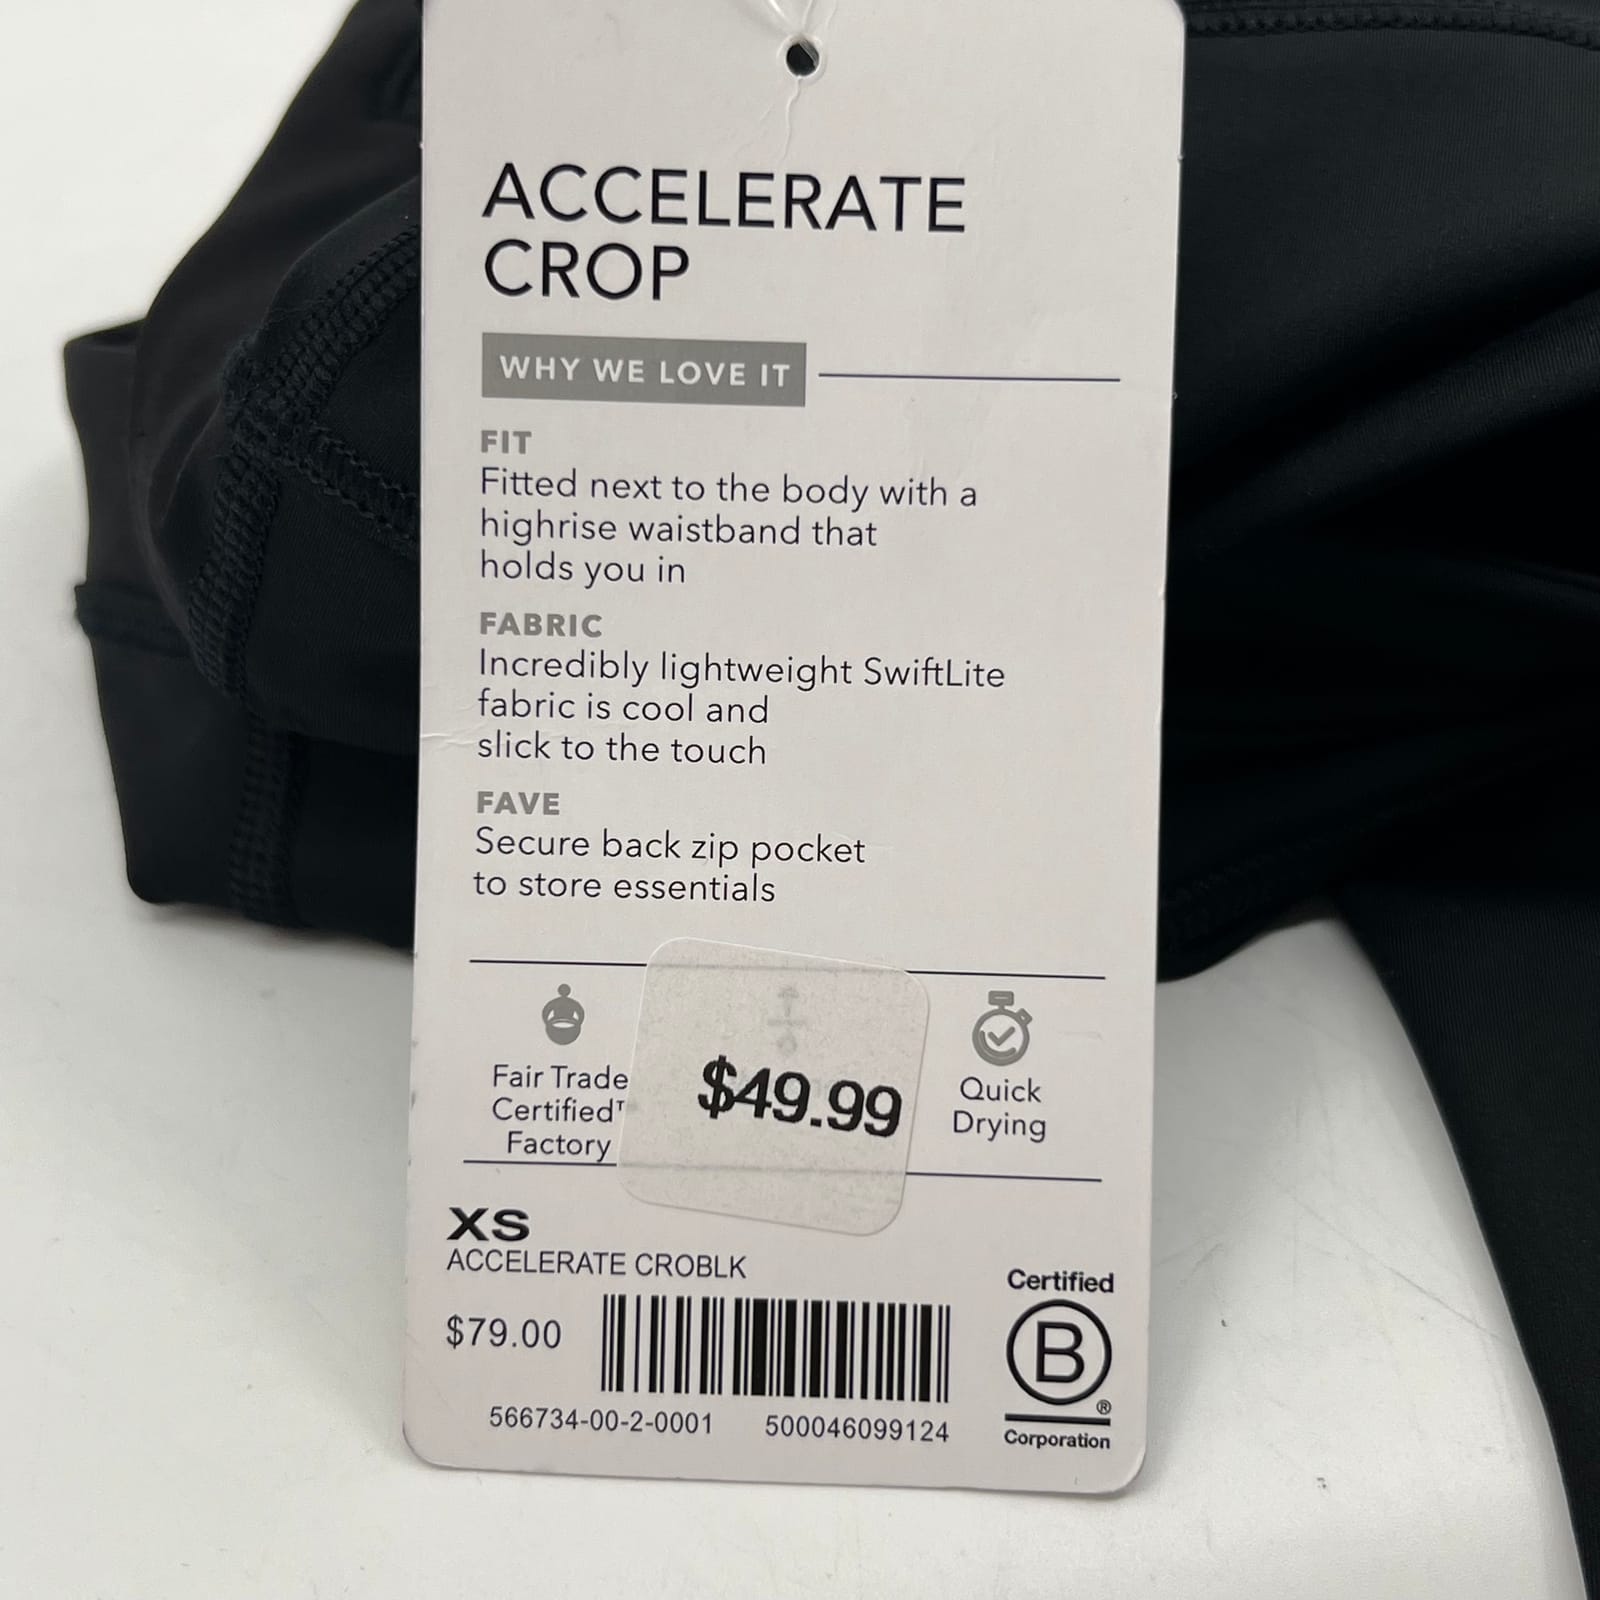 ACCELERATE
CROP
WHY WE LOVE IT
FIT
Fitted next to the body with a
highrise waistband that
holds you in
FABRIC
Incredibly lightweight SwiftLite
fabric is cool and
slick to the touch
FAVE
Secure back zip pocket
to store essentials
Fair Trade
Certified™
Factory
$49.99
Quick
Drying
XS
ACCELERATE CROBLK
$79.00
566734-00-2-0001 500046099124
Certified
B
®
Corporation